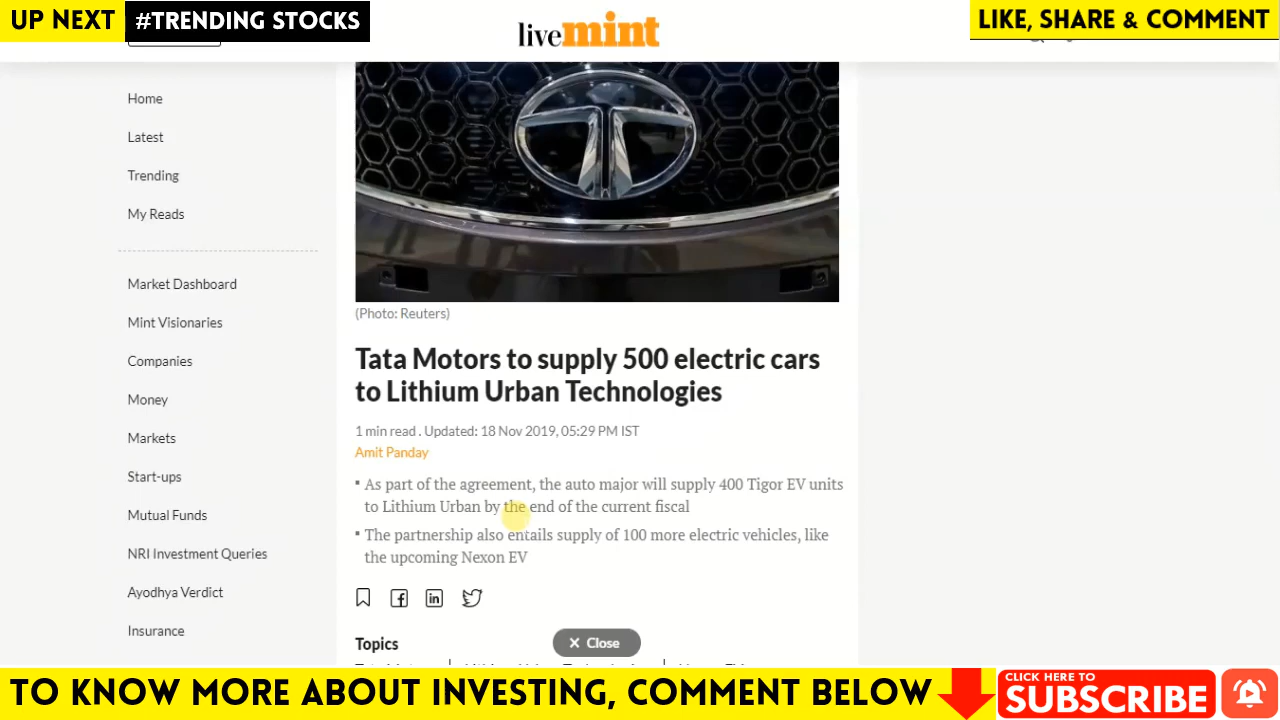 UP NEXT #TRENDING STOCKS
livemint
LIKE, SHARE & COMMENT
Home
Latest
Trending
My Reads
Market Dashboard
Mint Visionaries
Companies
Money
Markets
Start-ups
Mutual Funds
NRI Investment Queries
Ayodhya Verdict
Insurance
(Photo: Reuters)
Tata Motors to supply 500 electric cars
to Lithium Urban Technologies
1 min read . Updated: 18 Nov 2019, 05:29 PM IST
Amit Panday
▪ As part of the agreement, the auto major will supply 400 Tigor EV units
to Lithium Urban by the end of the current fiscal
▪ The partnership also entails supply of 100 more electric vehicles, like
the upcoming Nexon EV
Topics
✕ Close
TO KNOW MORE ABOUT INVESTING, COMMENT BELOW
CLICK HERE TO
SUBSCRIBE